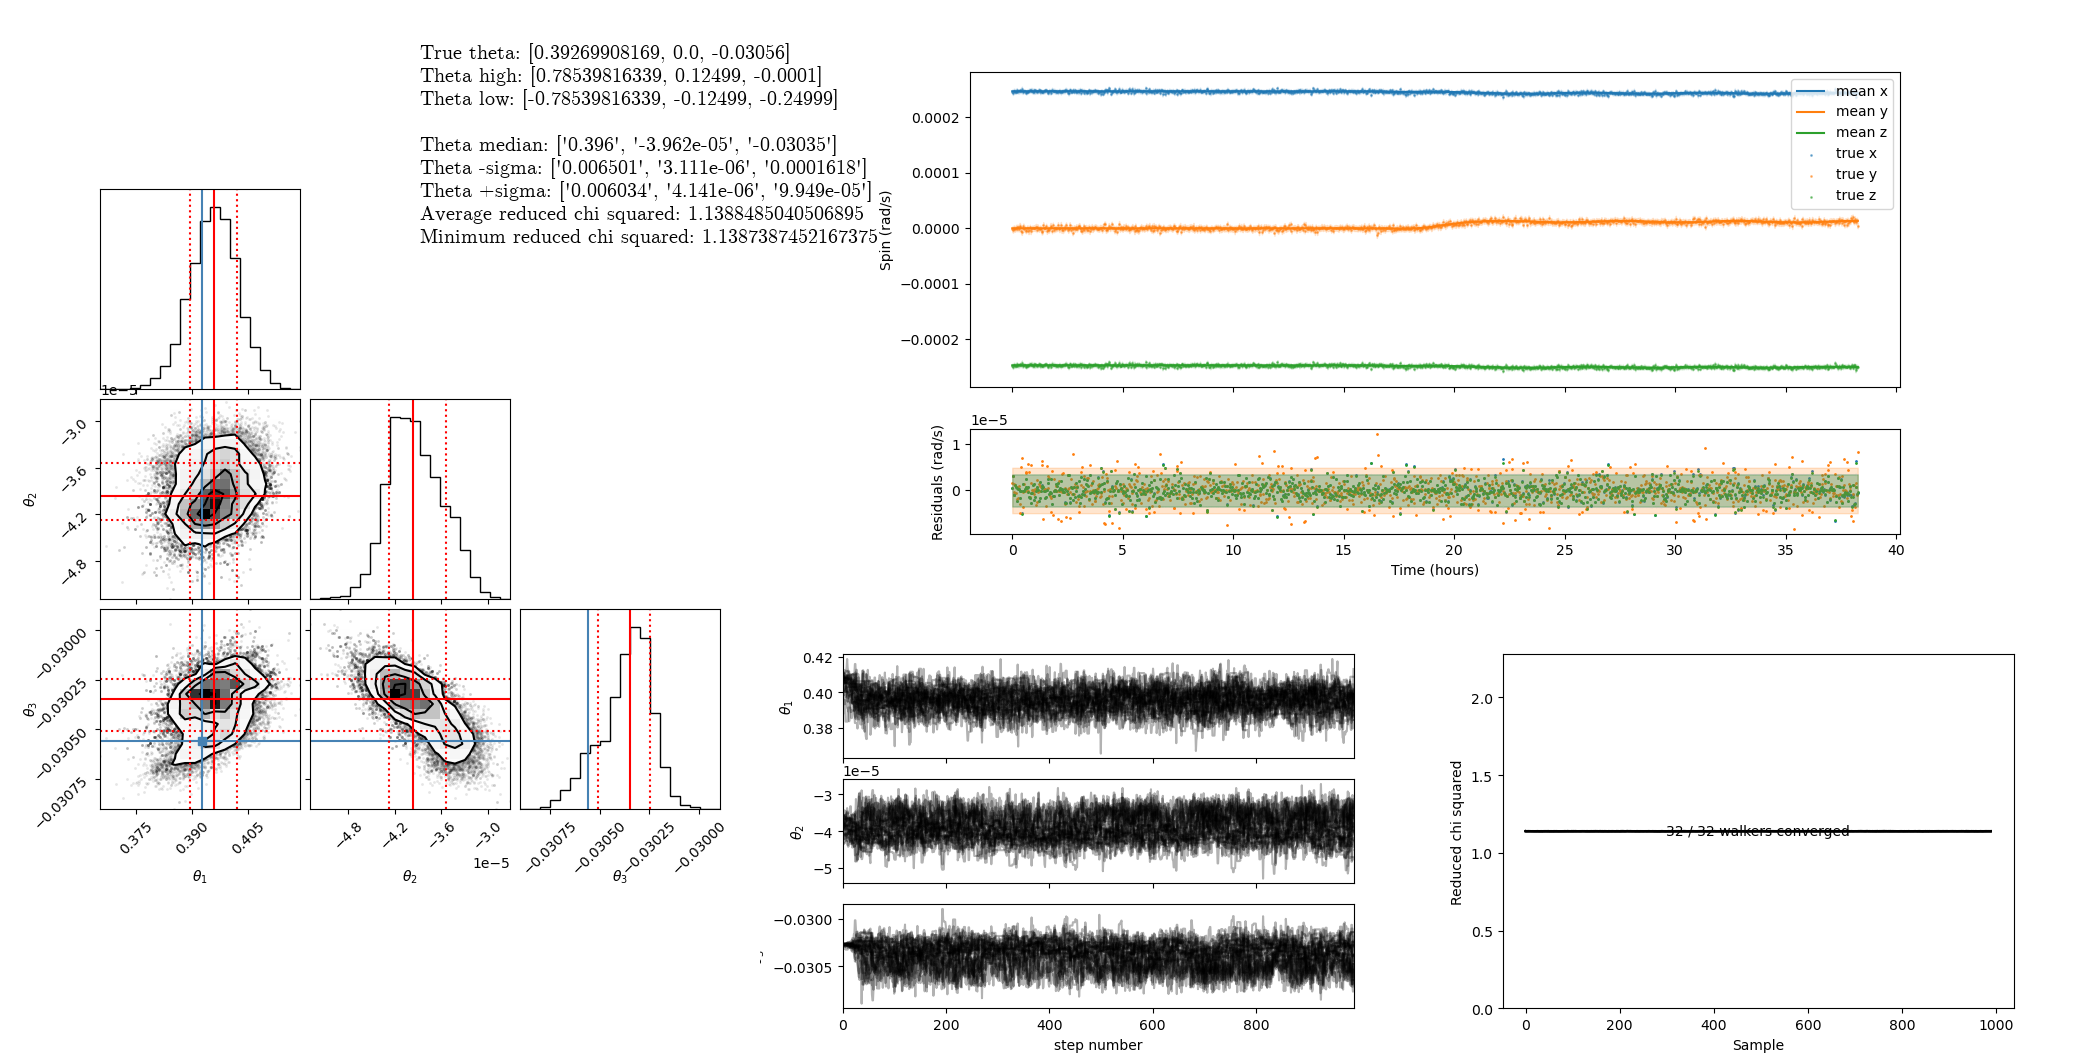 True theta: [0.39269908169, 0.0, -0.03056]
Theta high: [0.78539816339, 0.12499, -0.0001]
Theta low: [-0.78539816339, -0.12499, -0.24999]
Theta median: ['0.396', '-3.962e-05', '-0.03035']
Theta -sigma: ['0.006501', '3.111e-06', '0.0001618']
Theta +sigma: ['0.006034', '4.141e-06', '9.949e-05']
Average reduced chi squared: 1.1388485040506895
Minimum reduced chi squared: 1.1387387452167375
1e−5
−3.0
−3.6
−4.2
−4.8
θ2
−0.03000
−0.03025
−0.03050
−0.03075
θ3
0.375
0.390
0.405
θ1
−4.8
−4.2
−3.6
−3.0
1e−5
θ2
−0.03075
−0.03050
−0.03025
−0.03000
θ3
0.0002
0.0001
0.0000
−0.0001
−0.0002
Spin (rad/s)
mean x
mean y
mean z
true x
true y
true z
1e−5
1
0
Residuals (rad/s)
0
5
10
15
20
25
30
35
40
Time (hours)
0.42
0.40
0.38
θ1
1e−5
−3
−4
−5
θ2
−0.0300
−0.0305
0
200
400
600
800
step number
2.0
1.5
1.0
0.5
0.0
Reduced chi squared
32 / 32 walkers converged
0
200
400
600
800
1000
Sample